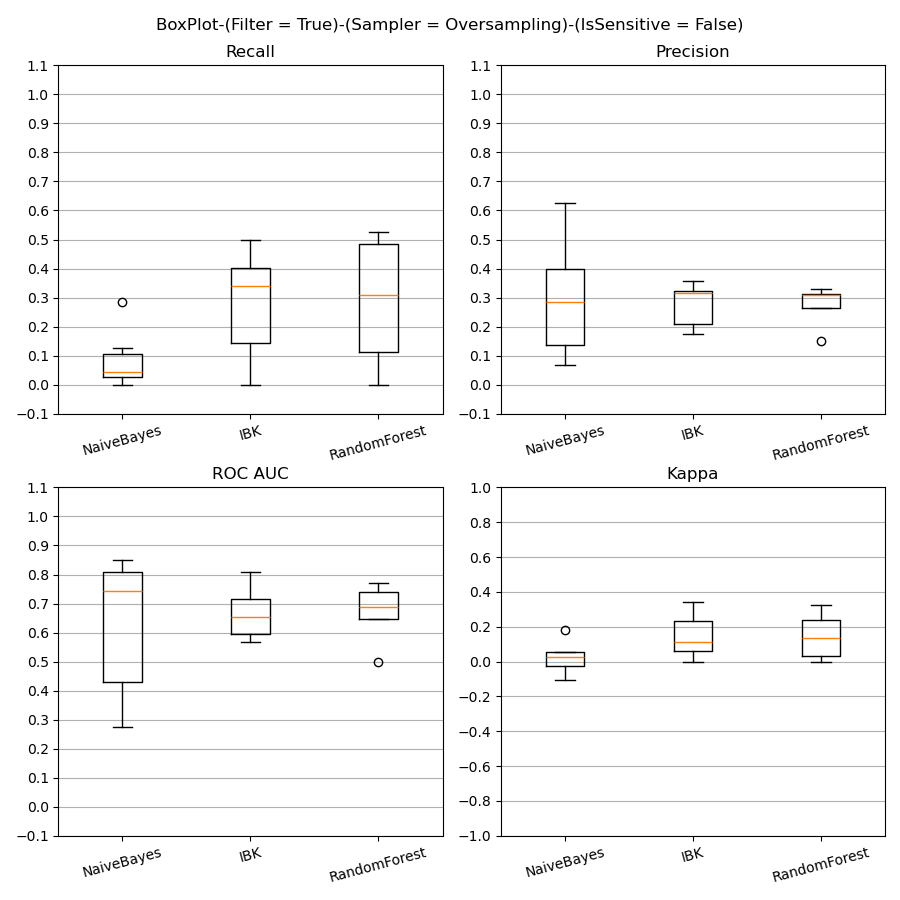 BoxPlot-(Filter = True)-(Sampler = Oversampling)-(IsSensitive = False)
Recall
1.1
1.0
0.9
0.8
0.7
0.6
0.5
0.4
0.3
0.2
0.1
0.0
−0.1
NaiveBayes
IBK
RandomForest
Precision
1.1
1.0
0.9
0.8
0.7
0.6
0.5
0.4
0.3
0.2
0.1
0.0
−0.1
NaiveBayes
IBK
RandomForest
ROC AUC
1.1
1.0
0.9
0.8
0.7
0.6
0.5
0.4
0.3
0.2
0.1
0.0
−0.1
NaiveBayes
IBK
RandomForest
Kappa
1.0
0.8
0.6
0.4
0.2
0.0
−0.2
−0.4
−0.6
−0.8
−1.0
NaiveBayes
IBK
RandomForest